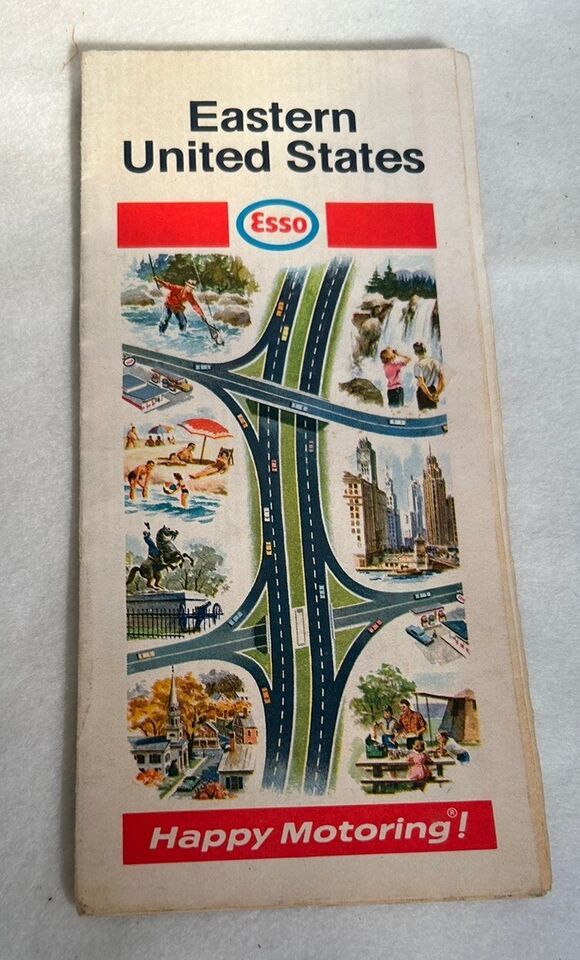 Eastern
United States
Esso
Happy Motoring!®